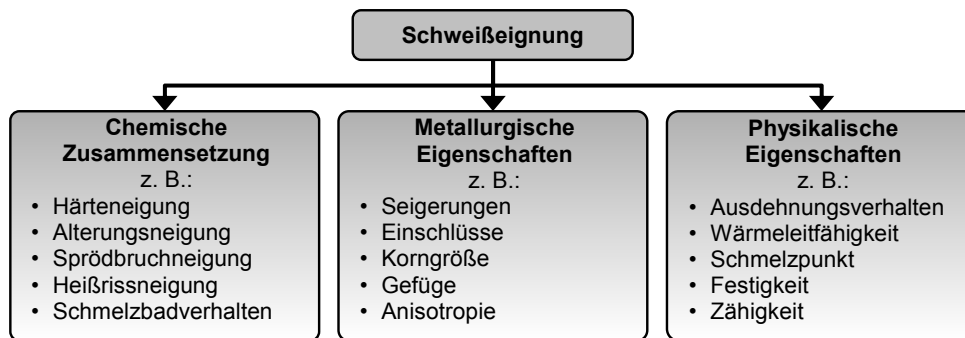 Schweißeignung
Chemische
Zusammensetzung
z. B.:
• Härteneigung
• Alterungsneigung
• Sprödbruchneigung
• Heißrissneigung
• Schmelzbadverhalten
Metallurgische
Eigenschaften
z. B.:
• Seigerungen
• Einschlüsse
• Korngröße
• Gefüge
• Anisotropie
Physikalische
Eigenschaften
z. B.:
• Ausdehnungsverhalten
• Wärmeleitfähigkeit
• Schmelzpunkt
• Festigkeit
• Zähigkeit